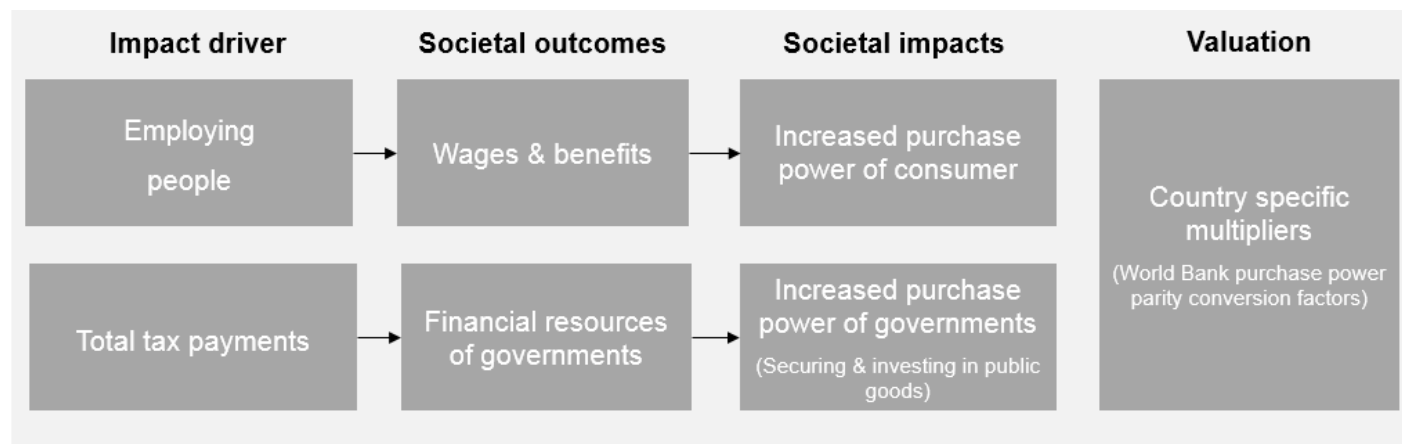 Impact driver
Societal outcomes
Societal impacts
Valuation
Employing
people
Wages & benefits
Increased purchase
power of consumer
Total tax payments
Financial resources
of governments
Increased purchase
power of governments
(Securing & investing in public
goods)
Country specific
multipliers
(World Bank purchase power
parity conversion factors)